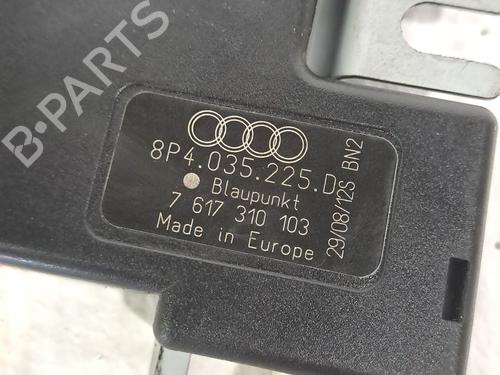 8P4.035.225.D
Blaupunkt
7 617 310 103
Made in Europe
29/08/12S BN2
B-PARTS